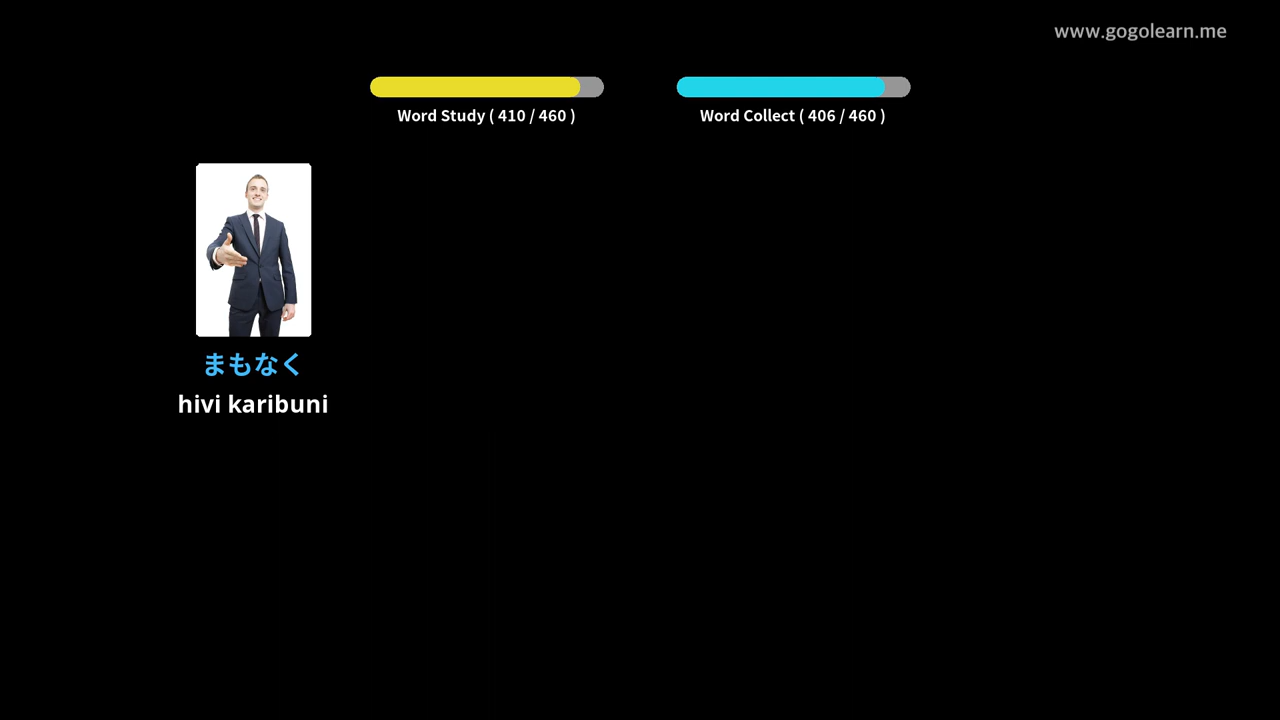 www.gogolearn.me
Word Study ( 410 / 460 )
Word Collect ( 406 / 460 )
まもなく
hivi karibuni